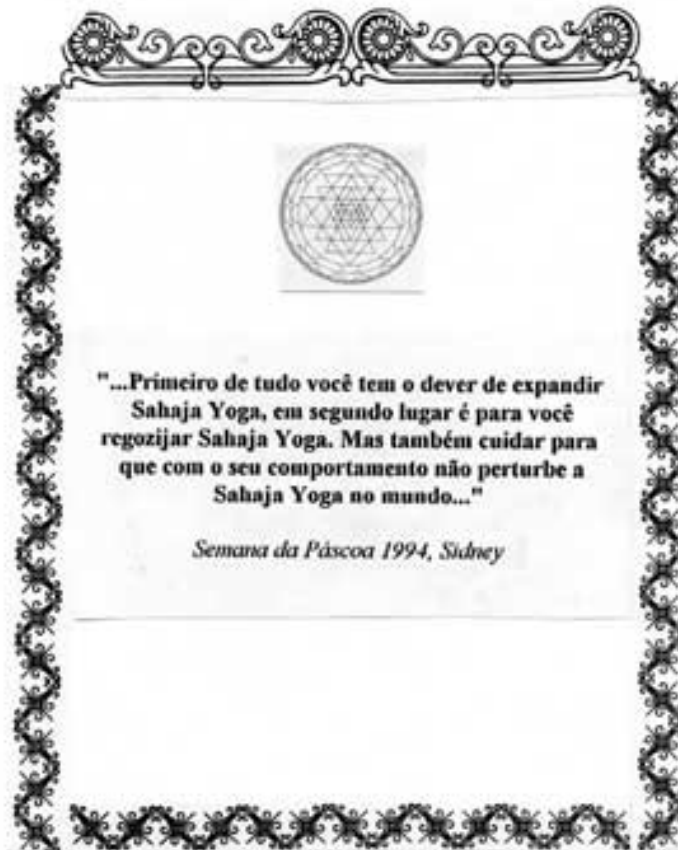 "...Primeiro de tudo você tem o dever de expandir
Sahaja Yoga, em segundo lugar é para você
regozijar Sahaja Yoga. Mas também cuidar para
que com o seu comportamento não perturbe a
Sahaja Yoga no mundo..."
Semana da Páscoa 1994, Sidney